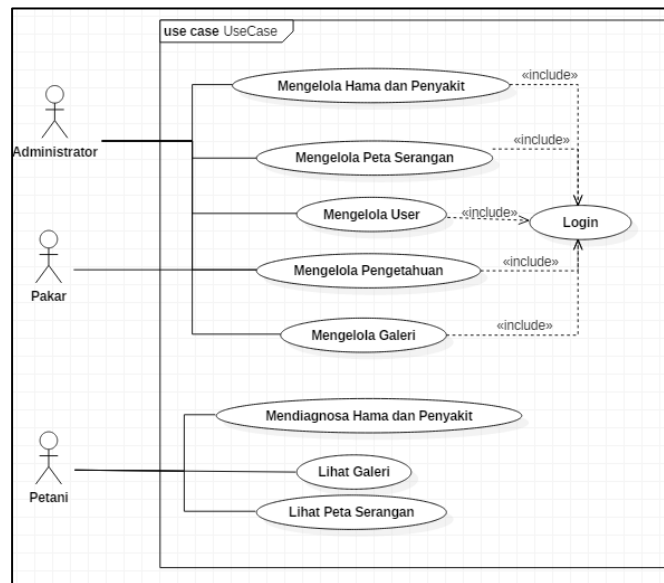 use case UseCase
Mengelola Hama dan Penyakit
«include»
Administrator
Mengelola Peta Serangan
«include»
Mengelola User
«include»
Login
Pakar
Mengelola Pengetahuan
«include»
Mengelola Galeri
«include»
Mendiagnosa Hama dan Penyakit
Petani
Lihat Galeri
Lihat Peta Serangan